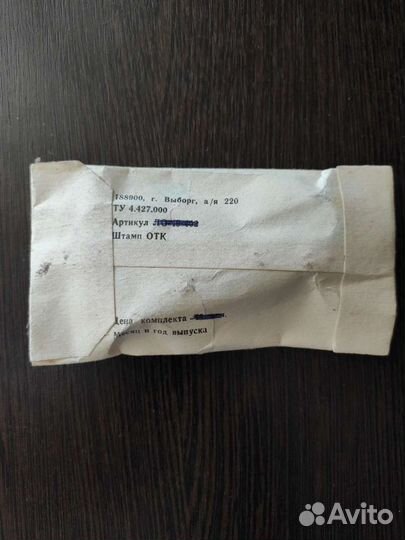 188900, г. Выборг, а/я 220
ТУ 4.427.000
Артикул
Штамп ОТК
Цена комплекта
Месяц и год выпуска
Avito